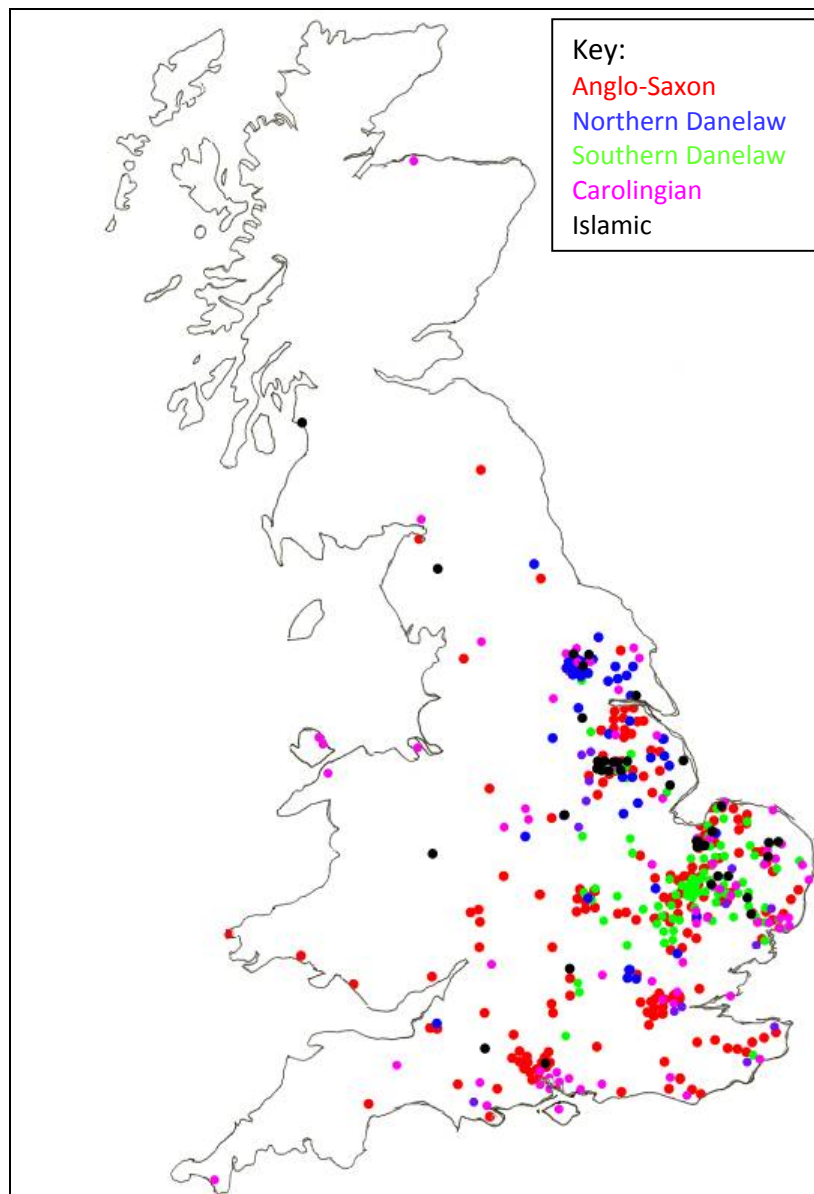 Key:
Anglo-Saxon
Northern Danelaw
Southern Danelaw
Carolingian
Islamic